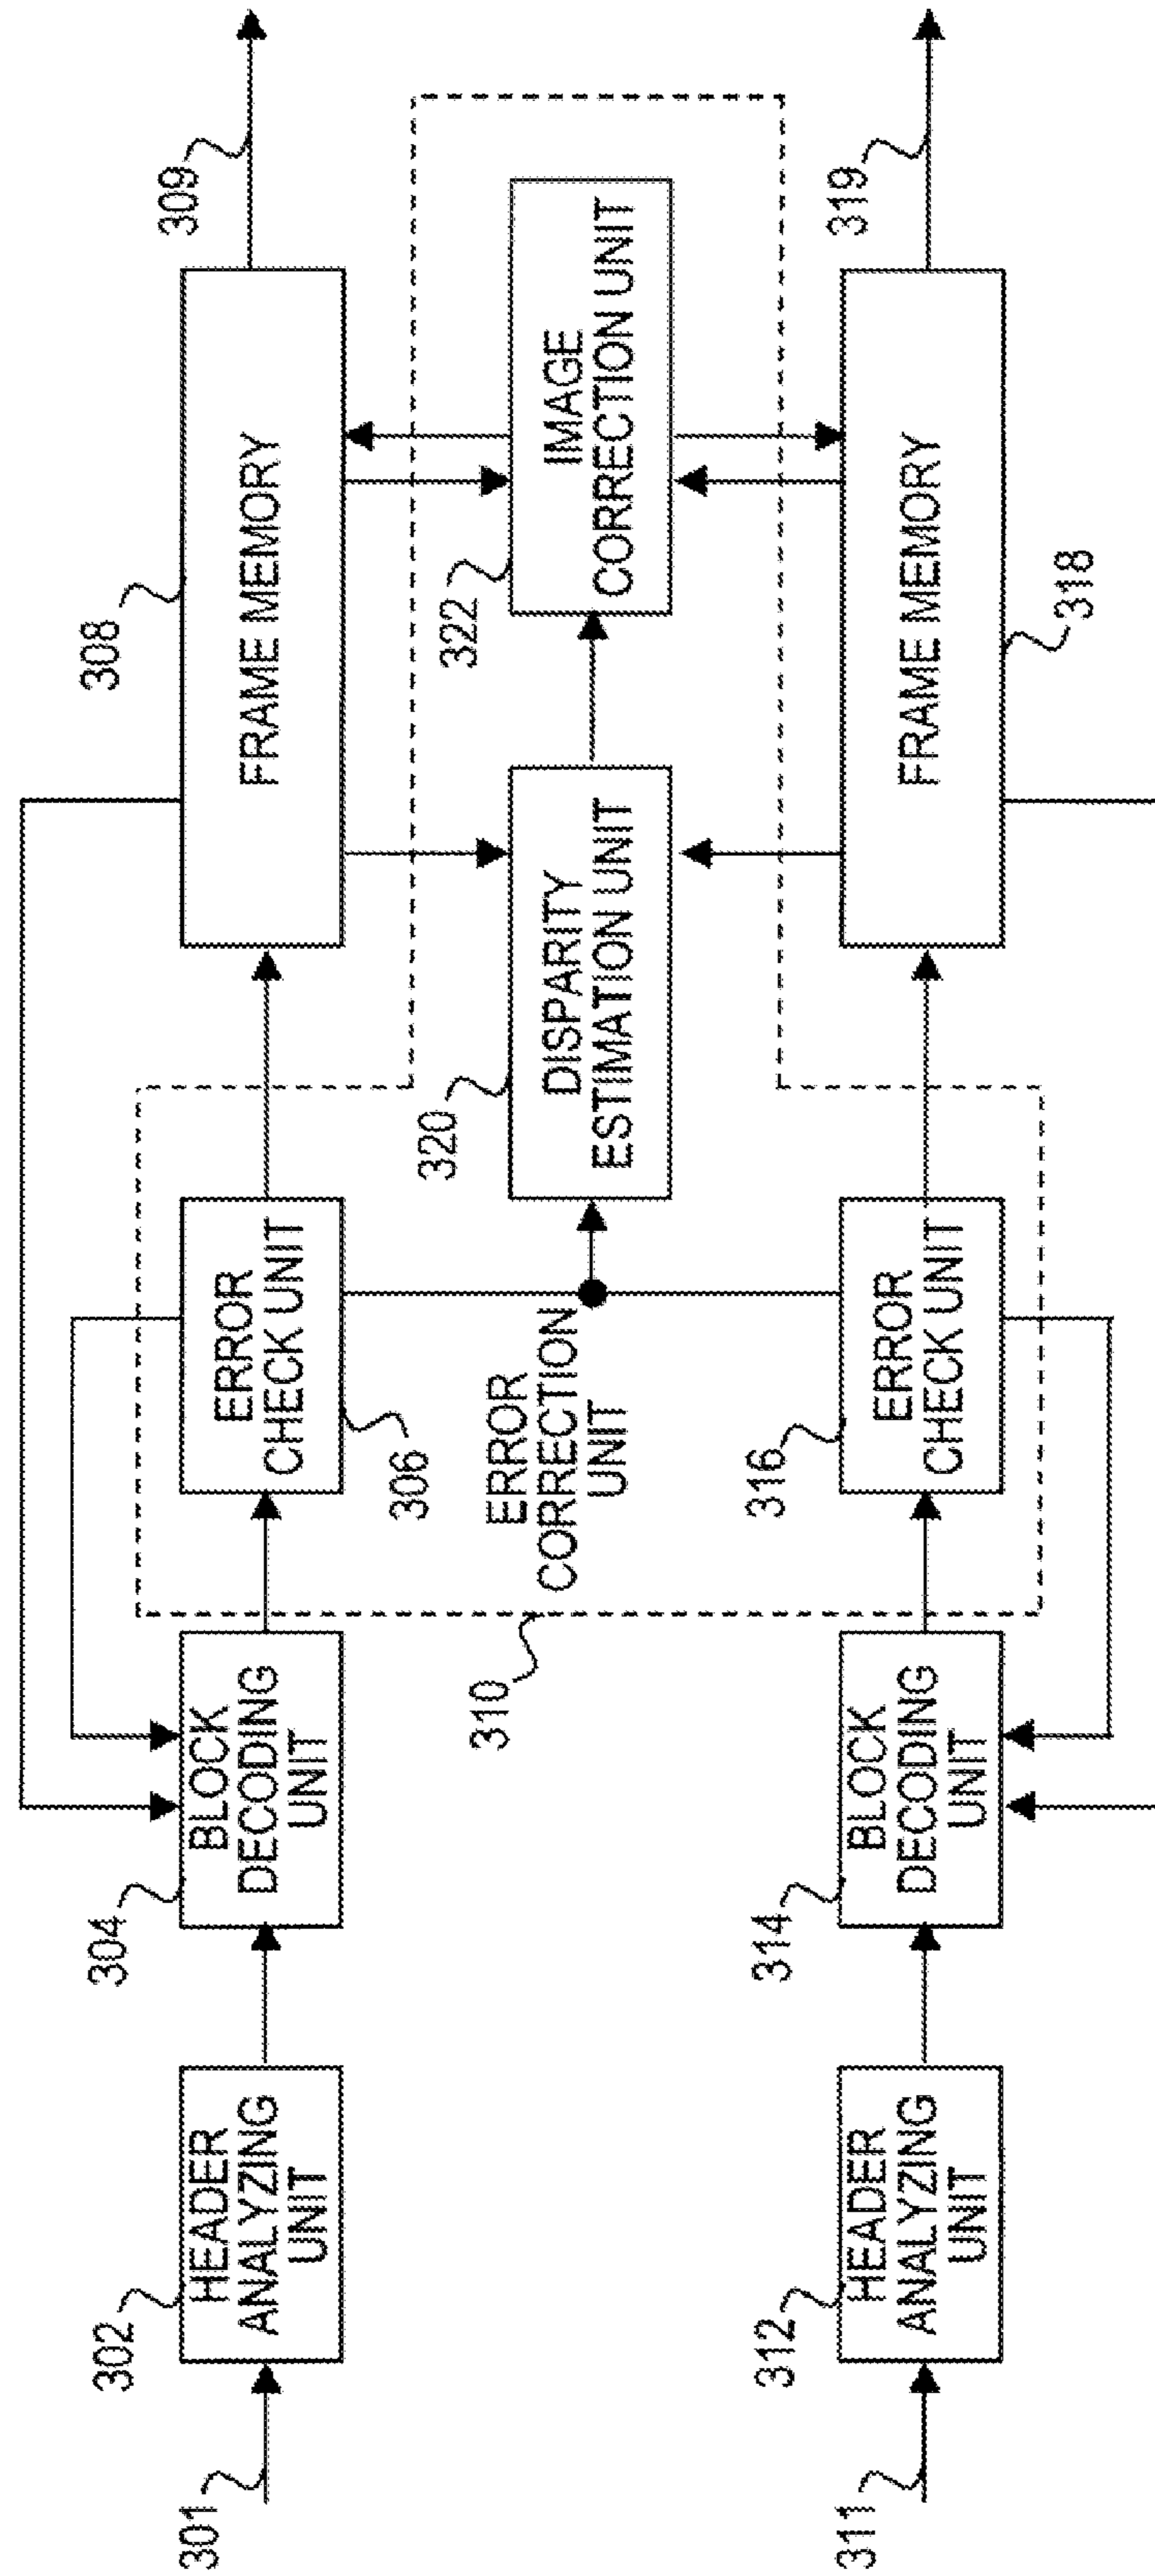 301
302
HEADER
ANALYZING
UNIT
304
BLOCK
DECODING
UNIT
306
ERROR
CHECK UNIT
308
FRAME MEMORY
309
310
ERROR
CORRECTION
UNIT
320
DISPARITY
ESTIMATION UNIT
322
IMAGE
CORRECTION UNIT
311
312
HEADER
ANALYZING
UNIT
314
BLOCK
DECODING
UNIT
316
ERROR
CHECK UNIT
318
FRAME MEMORY
319